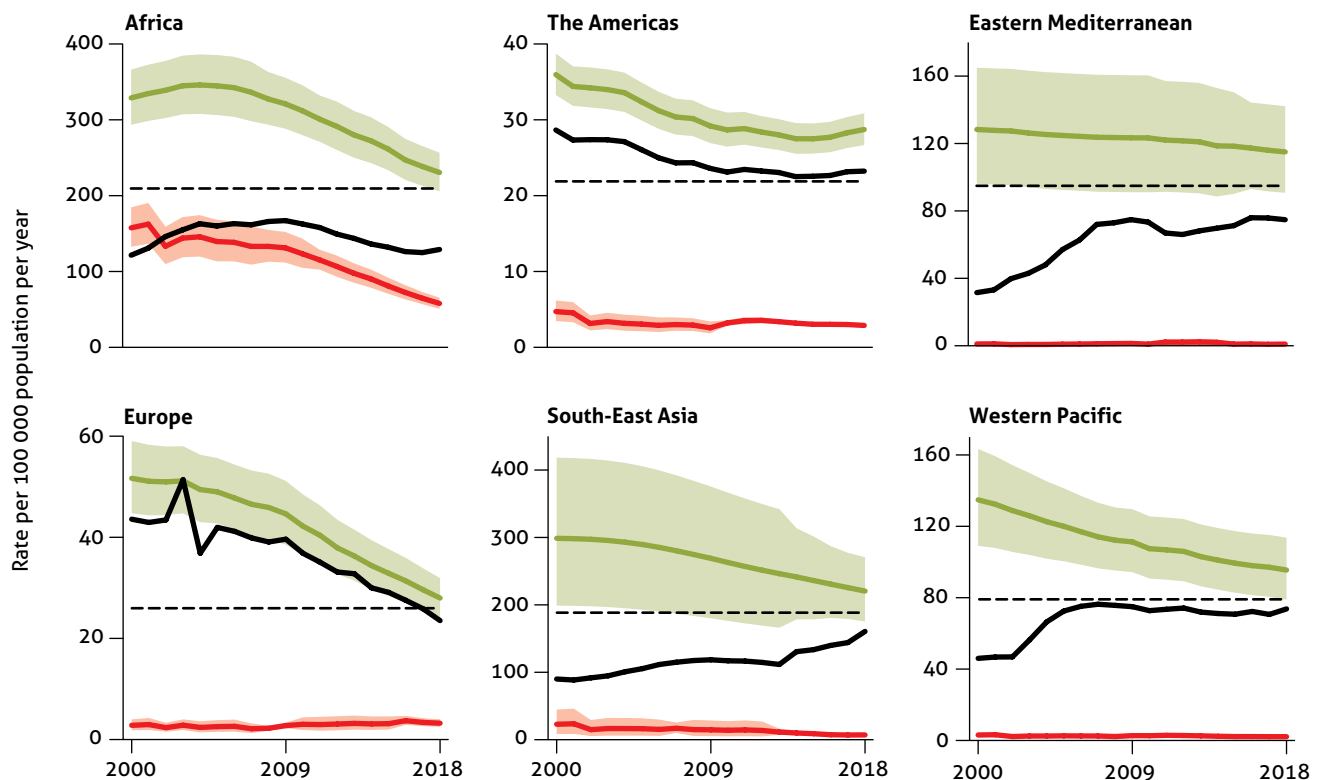 Africa
The Americas
Eastern Mediterranean
400
300
200
100
0
40
30
20
10
0
160
120
80
40
0
Rate per 100 000 population per year
Europe
South-East Asia
Western Pacific
60
40
20
0
400
300
200
100
0
160
120
80
40
0
2000 2009 2018
2000 2009 2018
2000 2009 2018